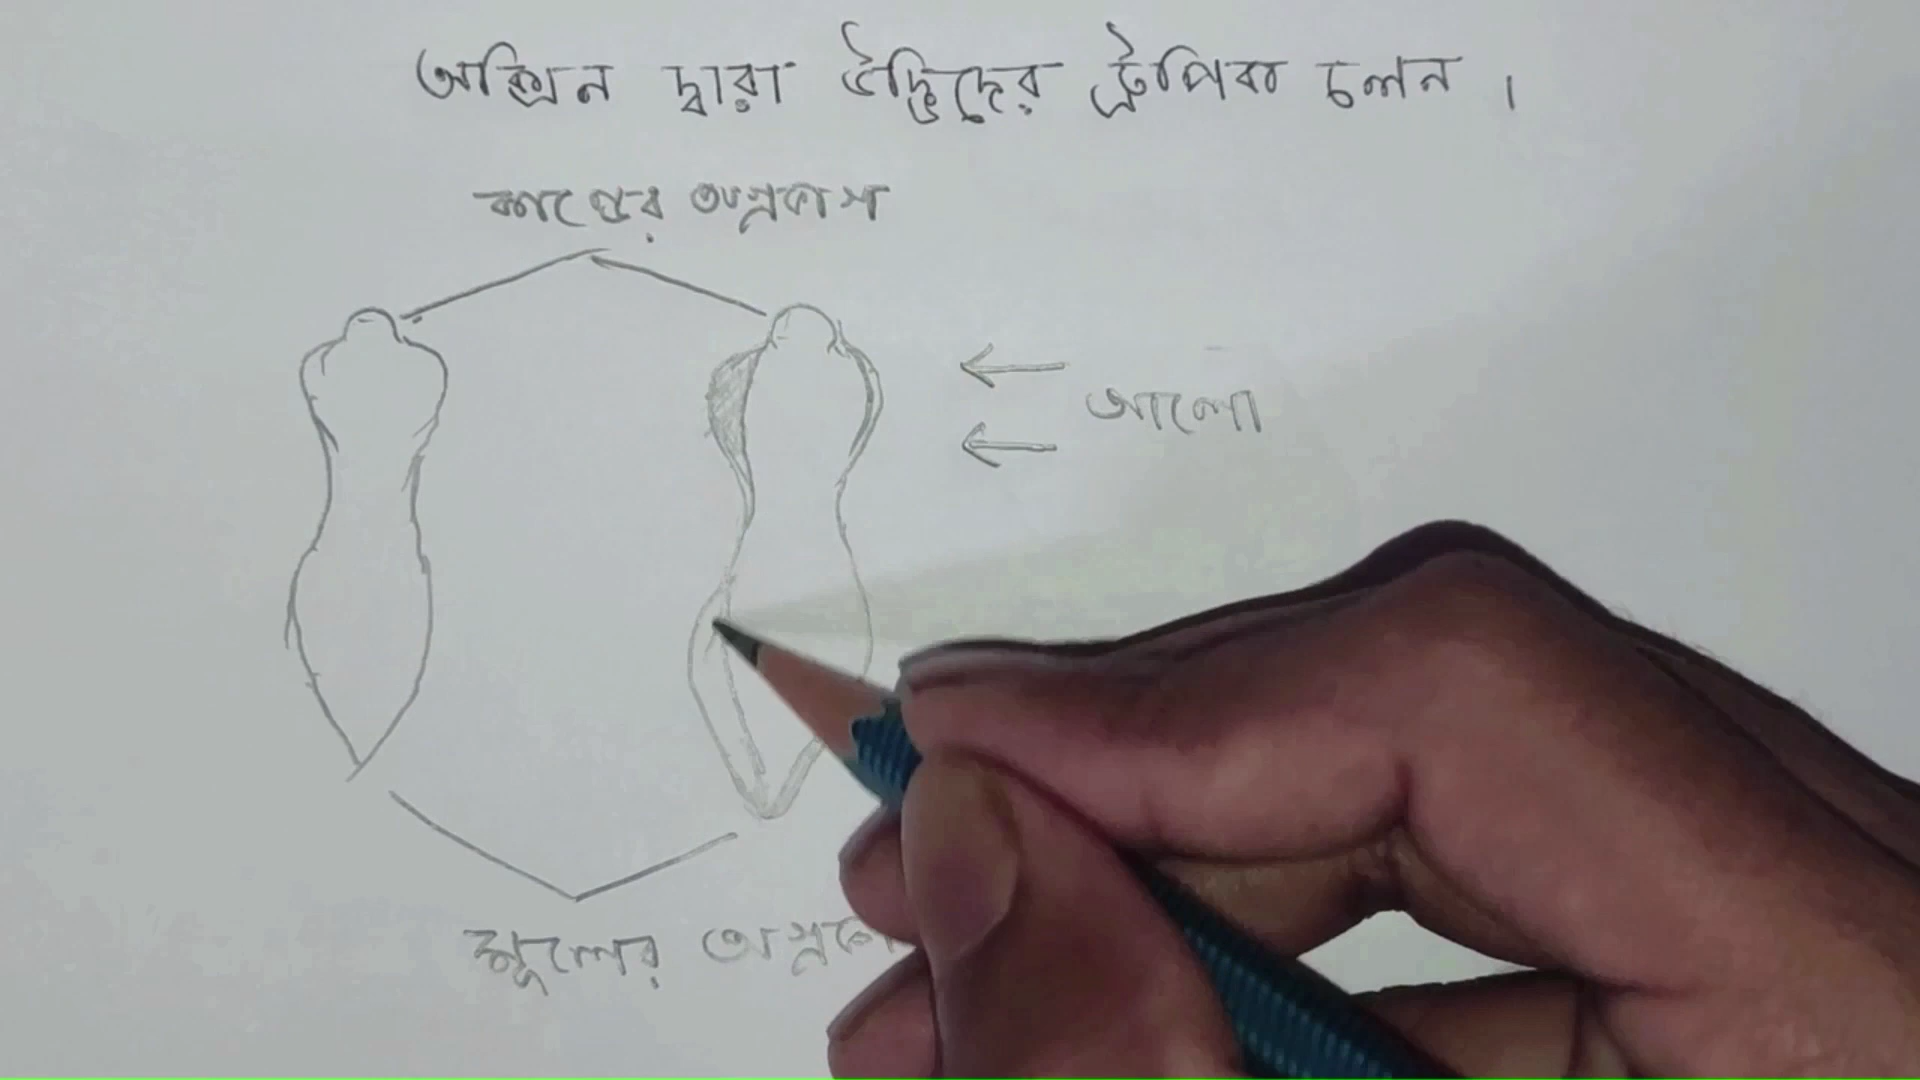 অক্সিন দ্বারা উদ্ভিদের ট্রপিক চলন ।
কাণ্ডের অগ্রভাগ
আলো
মূলের